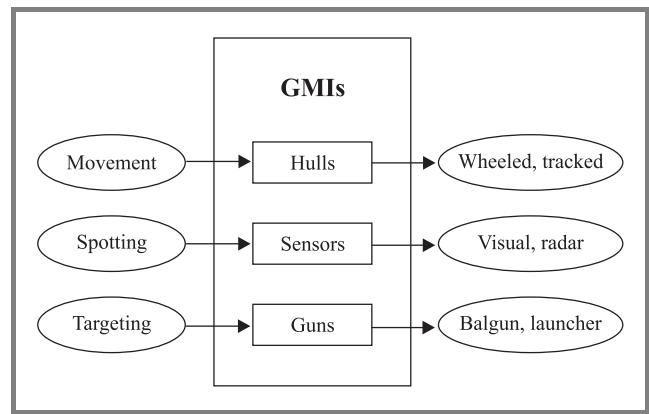 GMIs
Movement
Hulls
Wheeled, tracked
Spotting
Sensors
Visual, radar
Targeting
Guns
Balgun, launcher